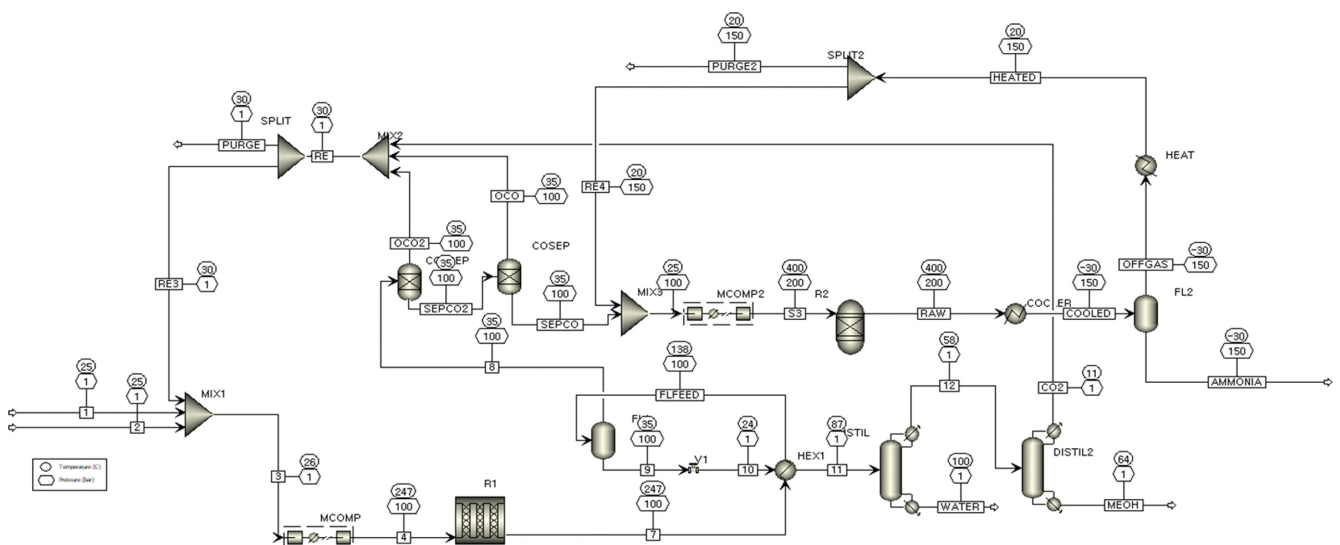 20
150
PURGE2
SPLIT2
20
150
HEATED
30
1
SPLIT
PURGE
30
1
RE
MIX2
HEAT
35
100
OCO
20
150
RE4
35
100
OCO2
COSEP
35
100
SEPCO2
30
1
RE3
-30
150
OFFGAS
FL2
25
100
MIX3
MCOMP2
400
200
S3
R2
400
200
RAW
COOLER
-30
150
COOLED
35
100
SEPCO
35
100
8
138
100
FLFEED
58
1
12
11
1
CO2
-30
150
AMMONIA
25
1
1
25
1
2
MIX1
35
100
9
V1
24
1
10
HEX1
87
1
11
DISTIL2
100
1
WATER
64
1
MEOH
Temperature (C)
Pressure (bar)
26
1
3
MCOMP
247
100
4
R1
247
100
7